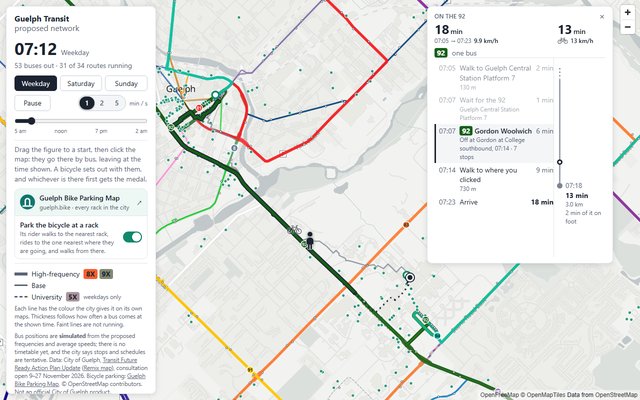 Guelph Transit
proposed network
07:12 Weekday
53 buses out · 31 of 34 routes running
Weekday
Saturday
Sunday
Pause
1 2 5 min / s
5 am noon 7 pm 2 am
Drag the figure to a start, then click the
map: they go there by bus, leaving at the
time shown. A bicycle sets out with them,
and whichever is there first gets the medal.
Guelph Bike Parking Map
guelph.bike · every rack in the city
Park the bicycle at a rack
Its rider walks to the nearest rack,
rides to the one nearest where they
are going, and walks from there.
High-frequency 8X 9X
Base
University 5X weekdays only
Each line has the colour the city gives it on its own
maps. Thickness follows how often a bus comes at
the shown time. Faint lines are not running.
Bus positions are simulated from the proposed
frequencies and average speeds; there is no
timetable yet, and the city says stops and schedules
are tentative. Data: City of Guelph, Transit Future
Ready Action Plan Update (Remix map), consultation
open 9–27 November 2026. Bicycle parking: Guelph
Bike Parking Map. © OpenStreetMap contributors.
Not an official City of Guelph product.
Guelph
ON THE 92
×
18 min
07:05 → 07:23 9.9 km/h
13 min
13 km/h
92 one bus
07:05 Walk to Guelph Central Station Platform 7 2 min
130 m
07:07 Wait for the 92 1 min
Guelph Central Station
Platform 7
07:07 92 Gordon Woolwich 6 min
Off at Gordon at College
southbound, 07:14 · 7
stops
07:14 Walk to where you clicked 4 min
730 m
07:23 Arrive 18 min
07:18
13 min
3.0 km
2 min of it on
foot
+
−
OpenFreeMap © OpenMapTiles Data from OpenStreetMap